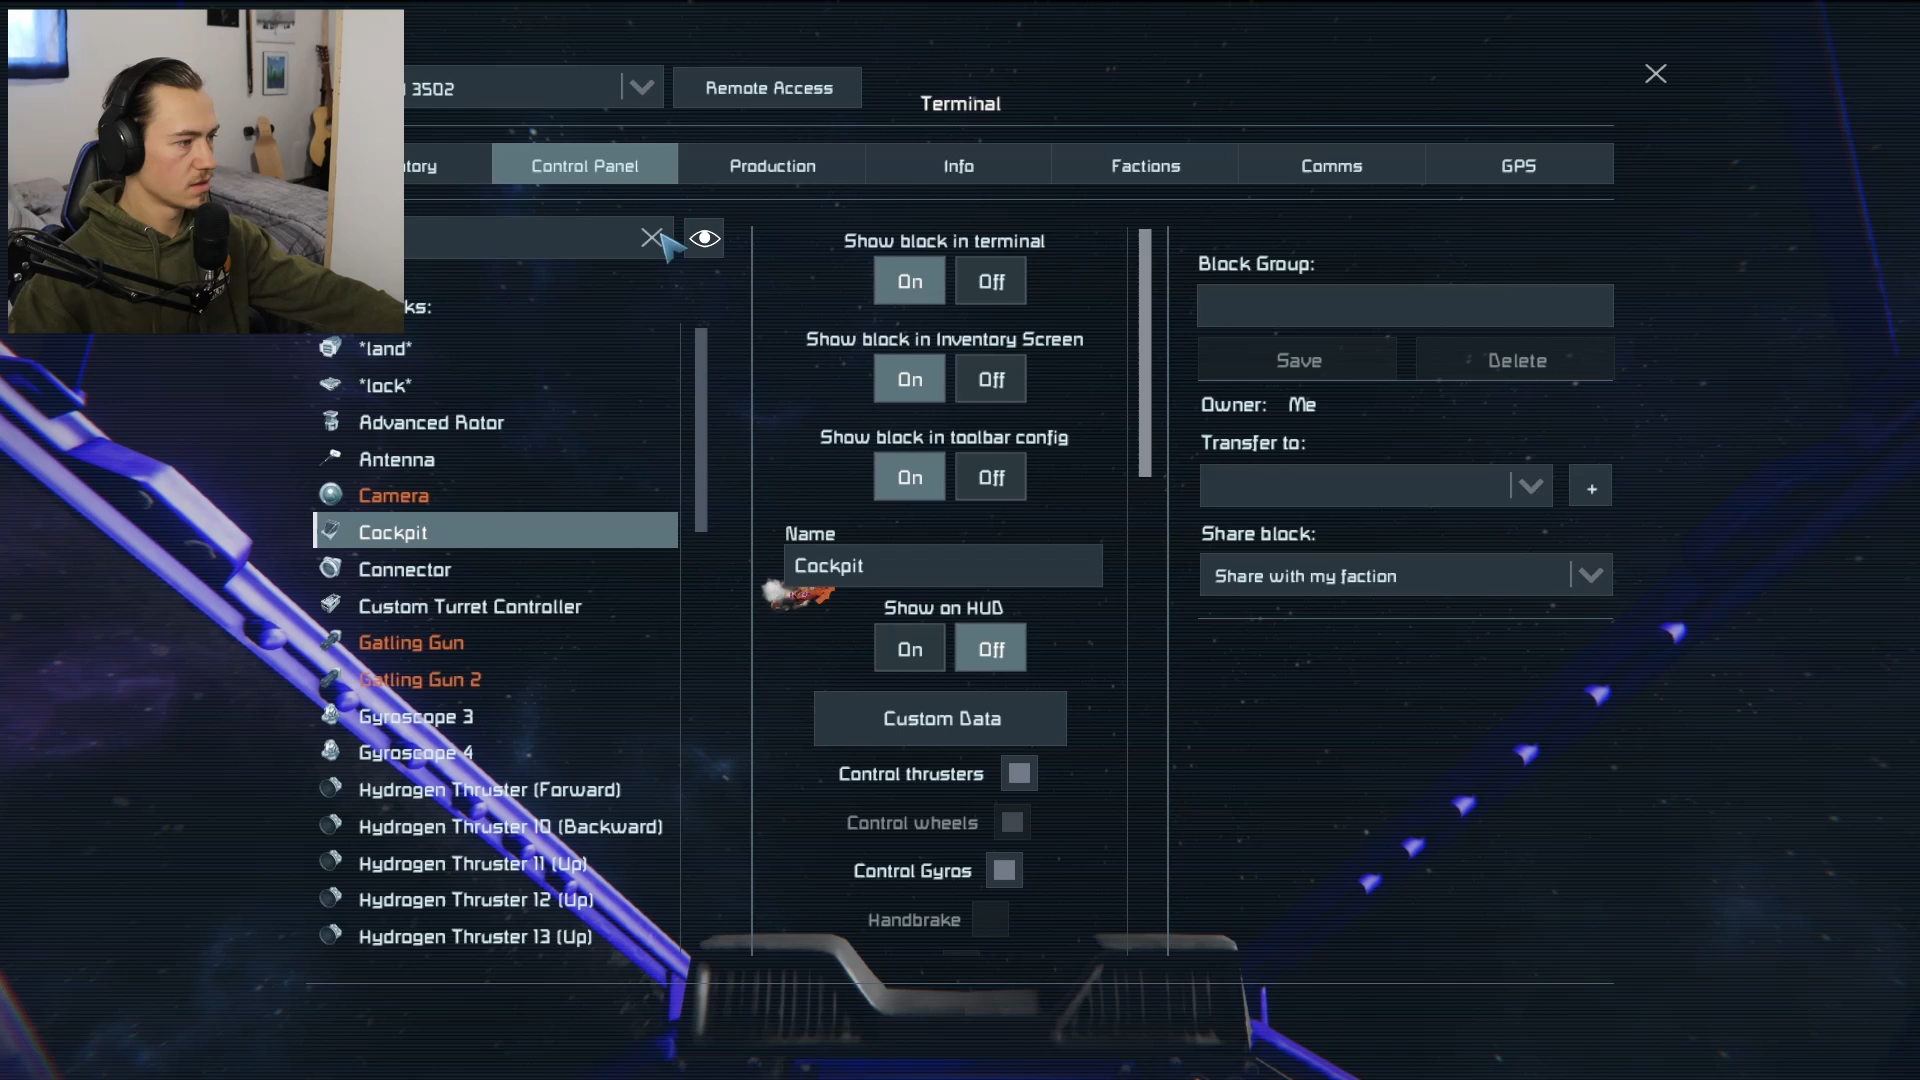 3502
Remote Access
Terminal
tory
Control Panel
Production
Info
Factions
Comms
GPS
ks:
*land*
*lock*
Advanced Rotor
Antenna
Camera
Cockpit
Connector
Custom Turret Controller
Gatling Gun
Gatling Gun 2
Gyroscope 3
Gyroscope 4
Hydrogen Thruster (Forward)
Hydrogen Thruster 10 (Backward)
Hydrogen Thruster 11 (Up)
Hydrogen Thruster 12 (Up)
Hydrogen Thruster 13 (Up)
Show block in terminal
On Off
Show block in Inventory Screen
On Off
Show block in toolbar config
On Off
Name
Cockpit
Show on HUD
On Off
Custom Data
Control thrusters
Control wheels
Control Gyros
Handbrake
Block Group:
Save Delete
Owner: Me
Transfer to:
+
Share block:
Share with my faction